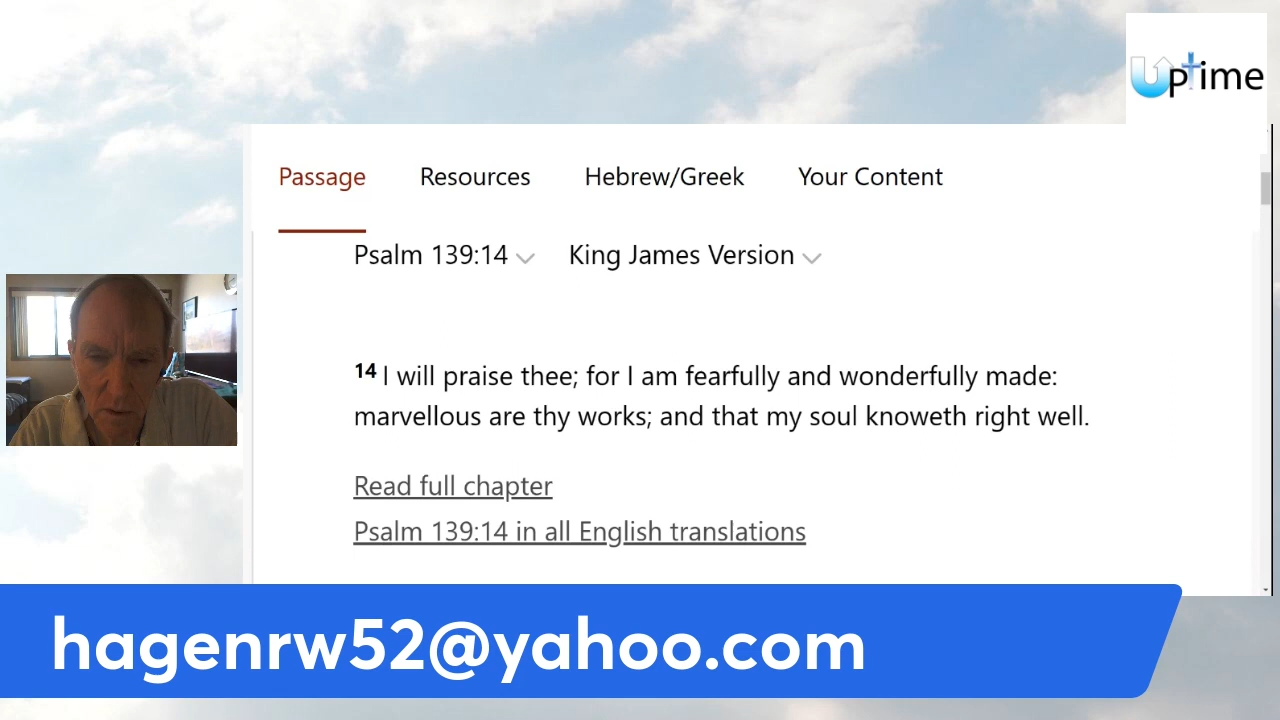 Uptime
Passage Resources Hebrew/Greek Your Content
Psalm 139:14 King James Version
14 I will praise thee; for I am fearfully and wonderfully made:
marvellous are thy works; and that my soul knoweth right well.
Read full chapter
Psalm 139:14 in all English translations
hagenrw52@yahoo.com